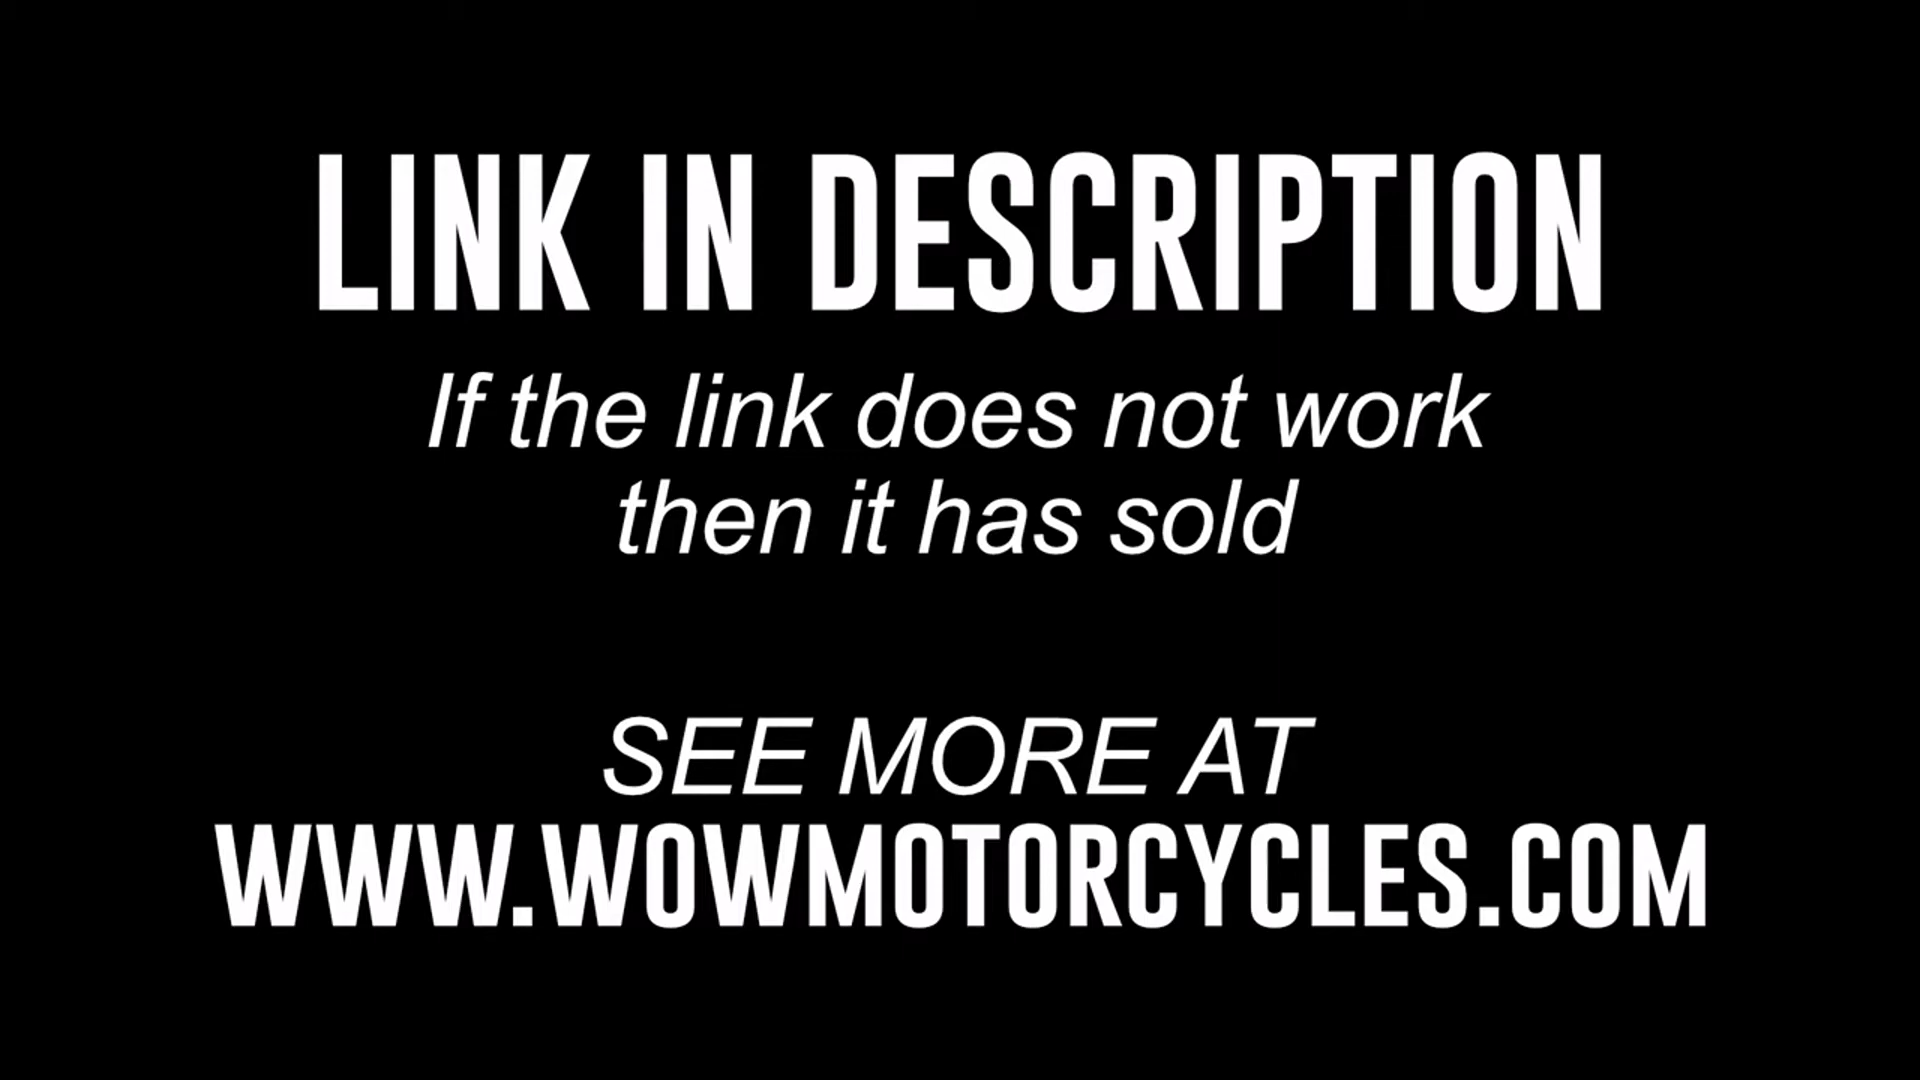 LINK IN DESCRIPTION
If the link does not work
then it has sold
SEE MORE AT
WWW.WOWMOTORCYCLES.COM